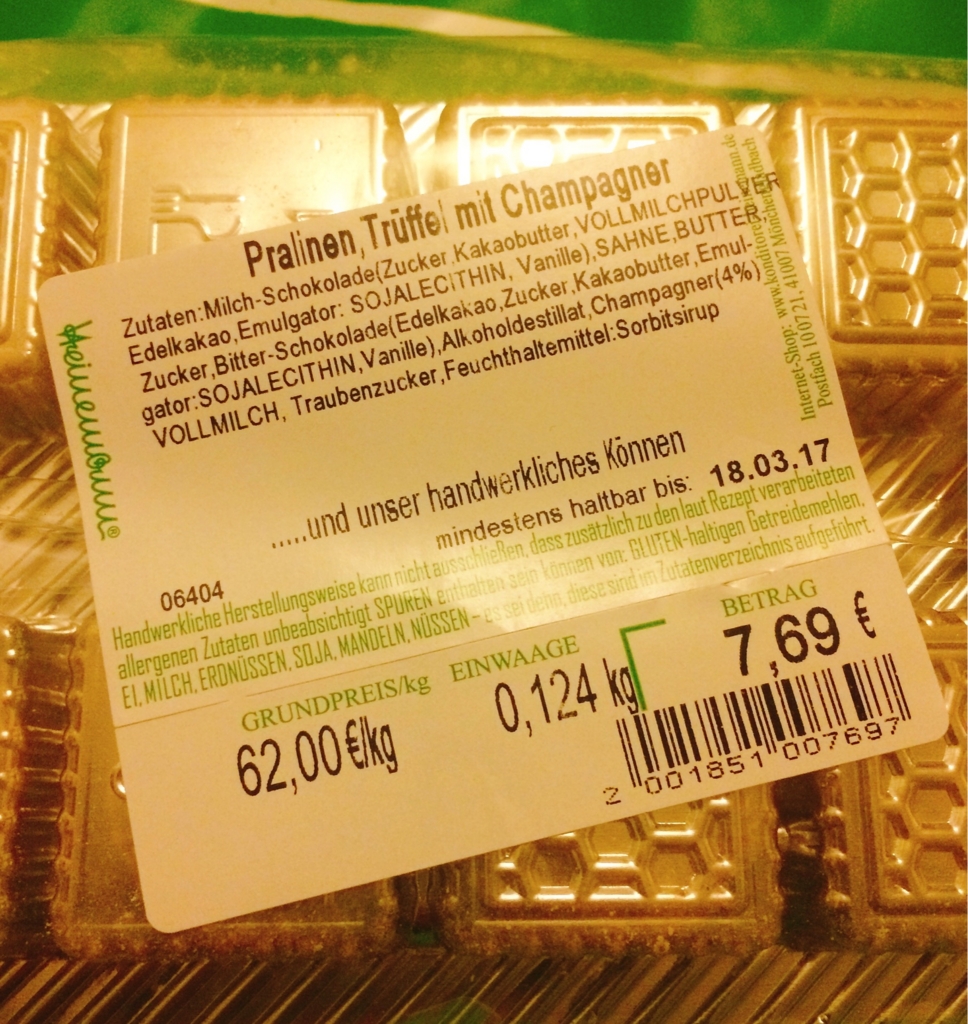 Pralinen, Trüffel mit Champagner
Zutaten:Milch-Schokolade(Zucker,Kakaobutter,VOLLMILCHPULVER
Edelkakao,Emulgator: SOJALECITHIN, Vanille),SAHNE,BUTTER
Zucker,Bitter-Schokolade(Edelkakao,Zucker,Kakaobutter,Emul-
gator:SOJALECITHIN,Vanille),Alkoholdestillat,Champagner(4%)
VOLLMILCH, Traubenzucker,Feuchthaltemittel:Sorbitsirup
Heinemann®
Internet-Shop:
Postfach 100721, 41007
.....und unser handwerkliches Können
mindestens haltbar bis: 18.03.17
06404
Handwerkliche Herstellungsweise kann nicht ausschließen, dass zusätzlich zu den laut Rezept verarbeiteten
allergenen Zutaten unbeabsichtigt SPUREN enthalten sein können von: GLUTEN-haltigen Getreidemehlen,
EI, MILCH, ERDNÜSSEN, SOJA, MANDELN, NÜSSEN – es sei denn, diese sind im Zutatenverzeichnis aufgeführt.
GRUNDPREIS/kg EINWAAGE BETRAG
62,00€/kg 0,124 kg 7,69 €
2 001851 007697